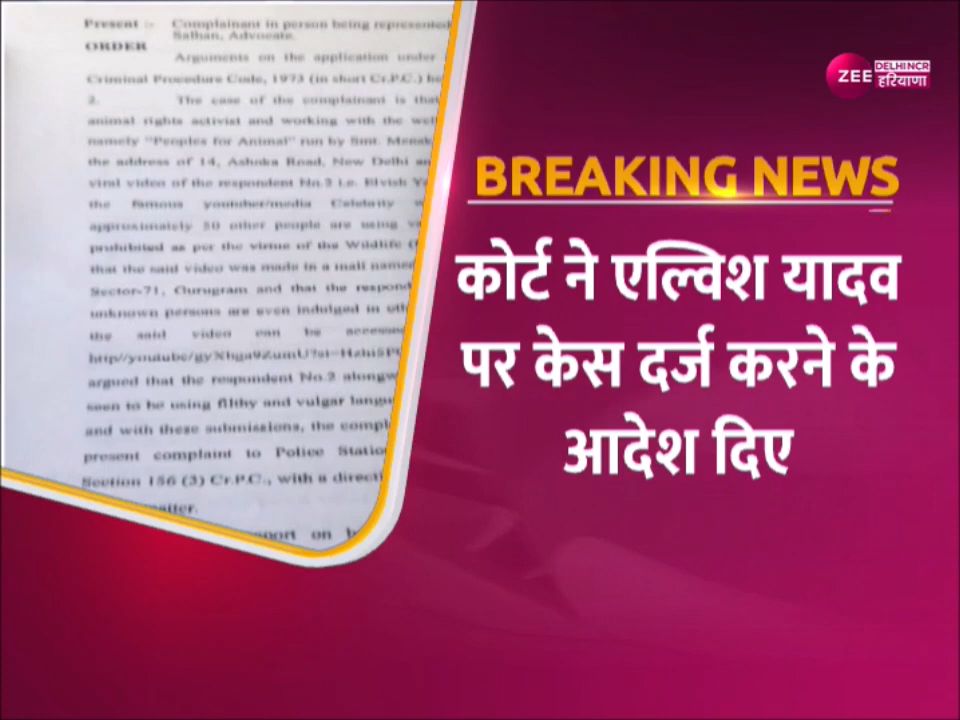 Present :- Complainant in person being represented
Salhan, Advocate.
ORDER
Arguments on the application under
Criminal Procedure Code, 1973 (in short Cr.P.C.)
2. The case of the complainant is that
animal rights activist and working with the
namely "Peoples for Animal" run by Smt.
the address of 14, Ashoka Road, New Delhi
viral video of the respondent No.2 i.e. Elvish
the famous youtuber/media Celebrity
approximately 50 other people are using
prohibited as per the virtue of the Wildlife
that the said video was made in a mall
Sector-71, Gurugram and that the
unknown persons are even indulged in
the said video can be
argued that the respondent No.2
seen to be using filthy and vulgar
and with these submissions, the
present complaint to Police
Section 156 (3) Cr.P.C., with a
on
ZEE DELHI NCR
हरियाणा
BREAKING NEWS
कोर्ट ने एल्विश यादव
पर केस दर्ज करने के
आदेश दिए